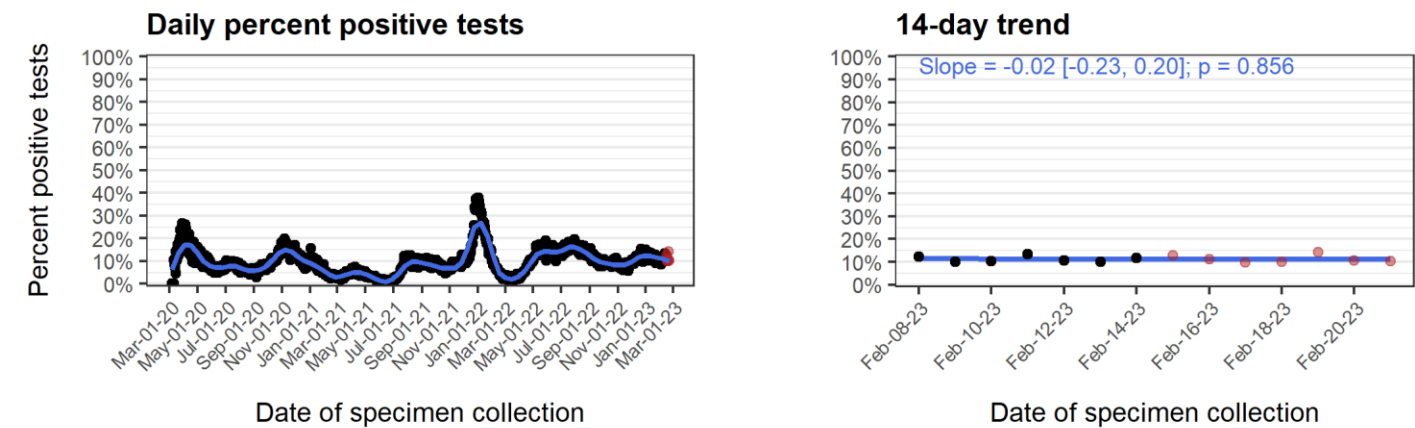 Daily percent positive tests
Percent positive tests
100%
90%
80%
70%
60%
50%
40%
30%
20%
10%
0%
Mar-01-20
May-01-20
Jul-01-20
Sep-01-20
Nov-01-20
Jan-01-21
Mar-01-21
May-01-21
Jul-01-21
Sep-01-21
Nov-01-21
Jan-01-22
Mar-01-22
May-01-22
Jul-01-22
Sep-01-22
Nov-01-22
Jan-01-23
Mar-01-23
Date of specimen collection
14-day trend
Slope = -0.02 [-0.23, 0.20]; p = 0.856
100%
90%
80%
70%
60%
50%
40%
30%
20%
10%
0%
Feb-08-23
Feb-10-23
Feb-12-23
Feb-14-23
Feb-16-23
Feb-18-23
Feb-20-23
Date of specimen collection